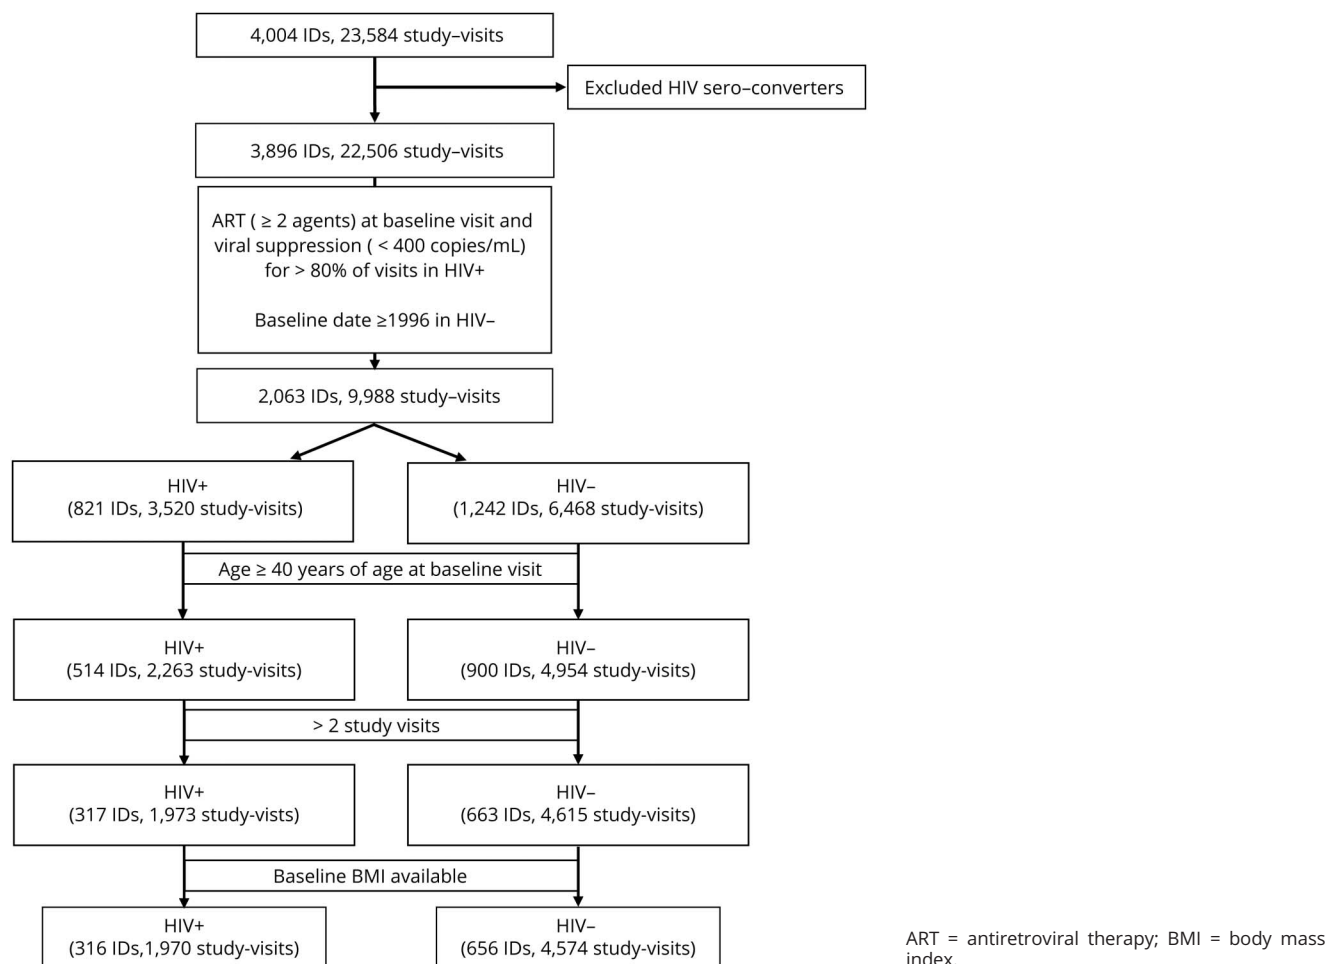 4,004 IDs, 23,584 study–visits
Excluded HIV sero–converters
3,896 IDs, 22,506 study–visits
ART ( ≥ 2 agents) at baseline visit and
viral suppression ( < 400 copies/mL)
for > 80% of visits in HIV+
Baseline date ≥1996 in HIV–
2,063 IDs, 9,988 study–visits
HIV+
(821 IDs, 3,520 study-visits)
HIV–
(1,242 IDs, 6,468 study-visits)
Age ≥ 40 years of age at baseline visit
HIV+
(514 IDs, 2,263 study-visits)
HIV–
(900 IDs, 4,954 study-visits)
> 2 study visits
HIV+
(317 IDs, 1,973 study-vists)
HIV–
(663 IDs, 4,615 study-visits)
Baseline BMI available
HIV+
(316 IDs,1,970 study-visits)
HIV–
(656 IDs, 4,574 study-visits)
ART = antiretroviral therapy; BMI = body mass
index.